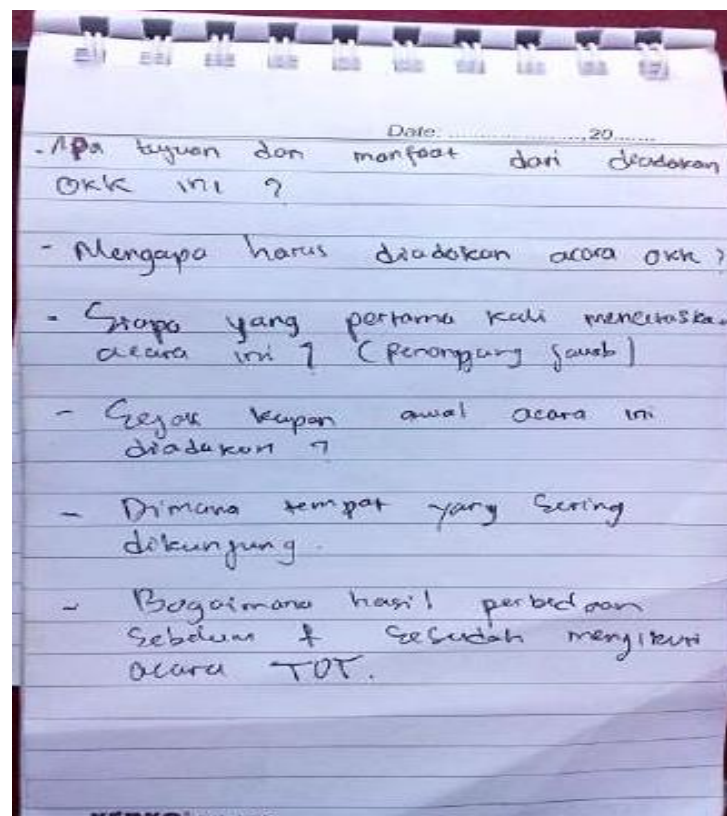 Date: ..................., 20.......
- Apa tujuan dan manfaat dari diadakan
OKK ini ?
- Mengapa harus diadakan acara OKK ?
- Siapa yang pertama kali mencetuska
acara ini ? (Penanggung jawab)
- Sejak kapan awal acara ini
diadakan ?
- Dimana tempat yang sering
dikunjung.
- Bagaimana hasil perbedaan
Sebelum & Sesudah mengikuti
acara TOT.